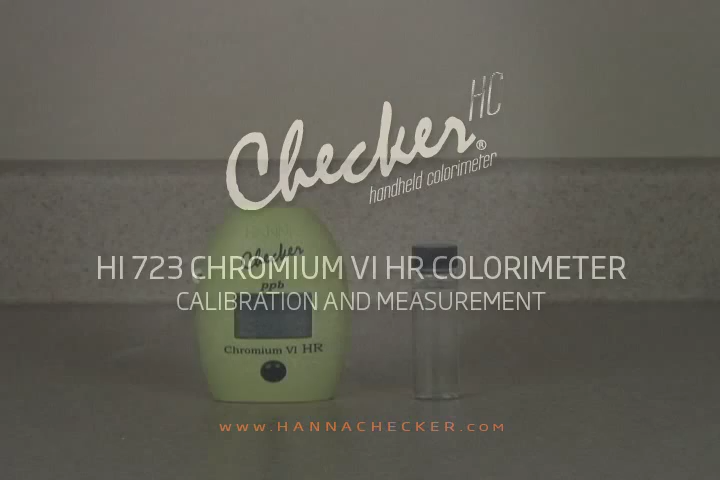 Checker HC
®
handheld colorimeter
HANNA
Checker
HI 723 CHROMIUM VI HR COLORIMETER
ppb
CALIBRATION AND MEASUREMENT
Chromium VI HR
www.HANNACHECKER.com